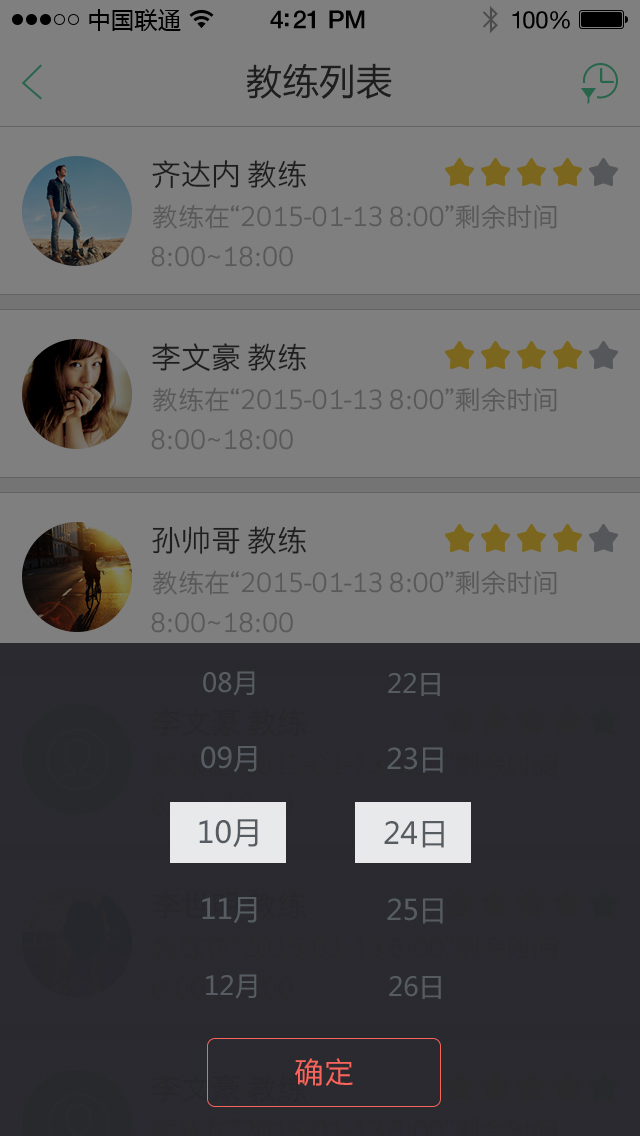 中国联通 4:21 PM 100%
教练列表
齐达内 教练
教练在“2015-01-13 8:00”剩余时间
8:00~18:00
李文豪 教练
教练在“2015-01-13 8:00”剩余时间
8:00~18:00
孙帅哥 教练
教练在“2015-01-13 8:00”剩余时间
8:00~18:00
08月 22日
李文豪 教练
09月 23日
10月 24日
11月 25日
12月 26日
确定